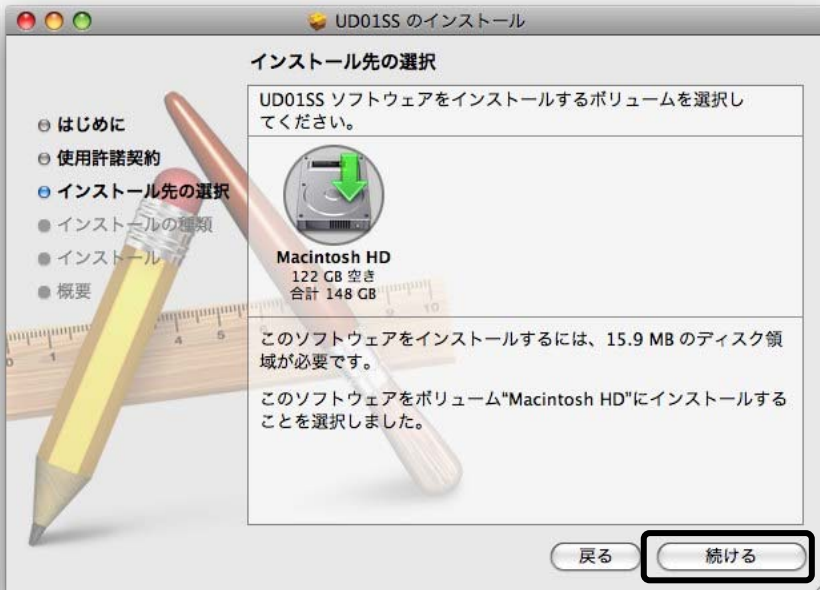 UD01SS のインストール
インストール先の選択
はじめに
使用許諾契約
インストール先の選択
インストールの種類
インストール
概要
UD01SS ソフトウェアをインストールするボリュームを選択し
てください。
Macintosh HD
122 GB 空き
合計 148 GB
このソフトウェアをインストールするには、15.9 MB のディスク領
域が必要です。
このソフトウェアをボリューム“Macintosh HD”にインストールする
ことを選択しました。
戻る
続ける